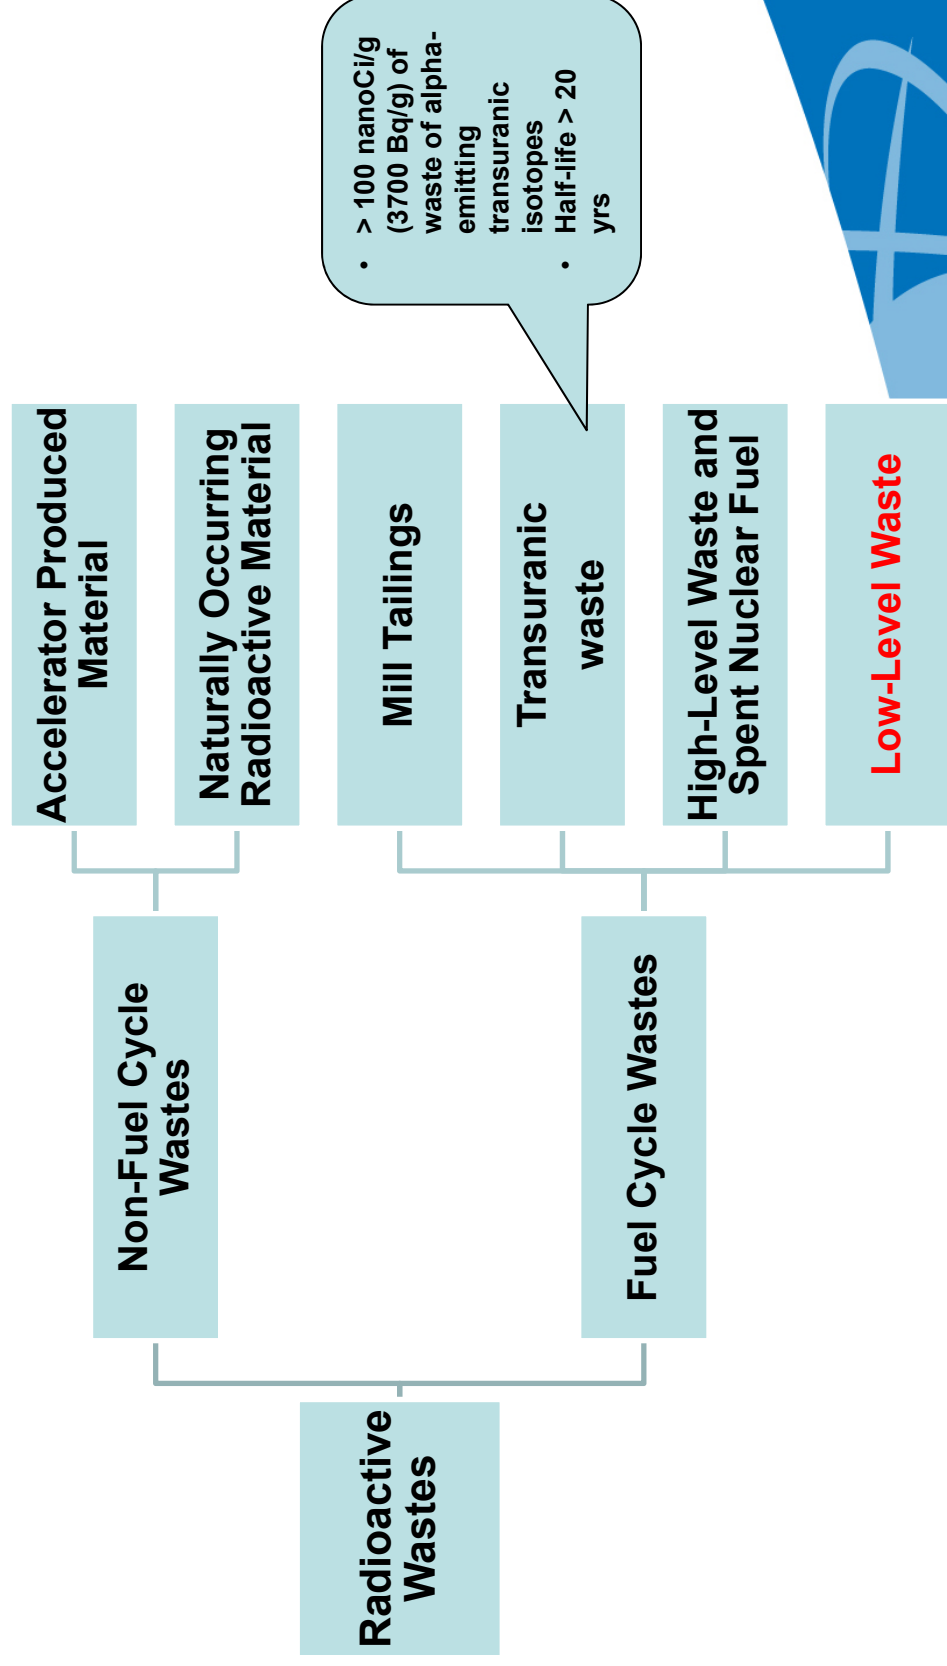 Radioactive
Wastes
Non-Fuel Cycle
Wastes
Accelerator Produced
Material
Naturally Occurring
Radioactive Material
Fuel Cycle Wastes
Mill Tailings
Transuranic
waste
• > 100 nanoCi/g
(3700 Bq/g) of
waste of alpha-
emitting
transuranic
isotopes
• Half-life > 20
yrs
High-Level Waste and
Spent Nuclear Fuel
Low-Level Waste